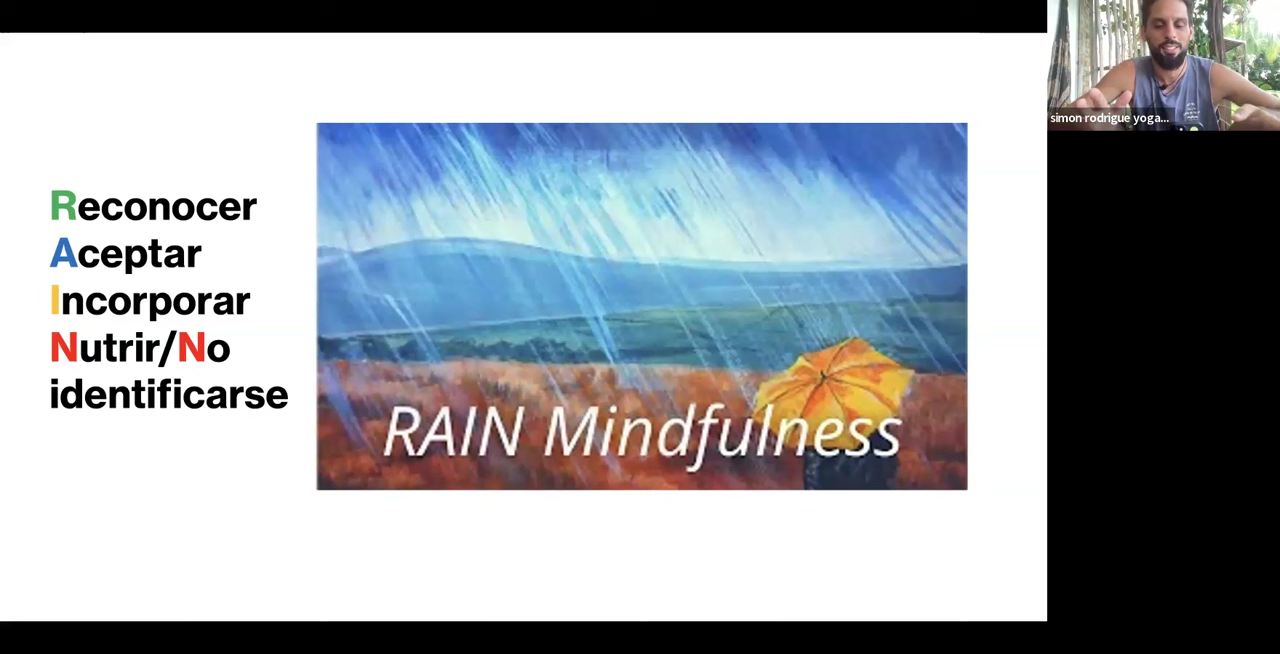 Reconocer
Aceptar
Incorporar
Nutrir/No
identificarse
RAIN Mindfulness
simon rodrigue yoga...